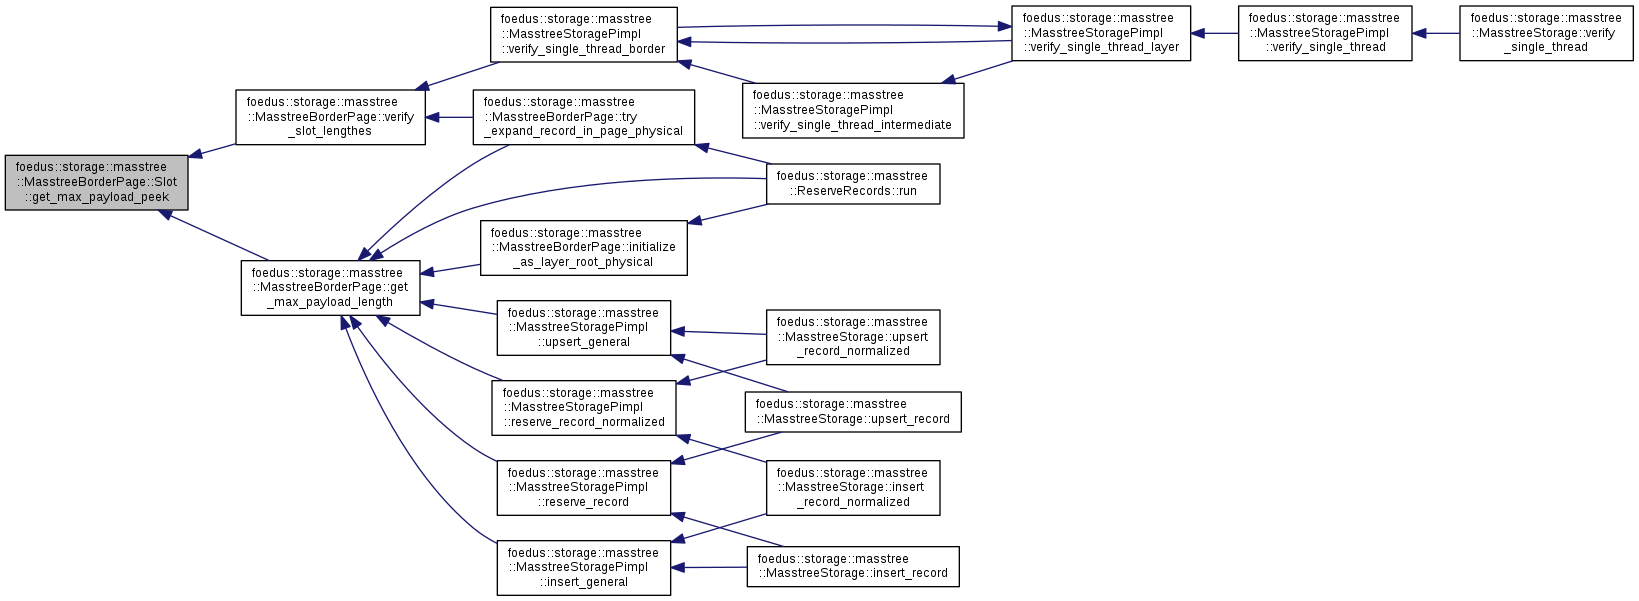 foedus::storage::masstree
::MasstreeBorderPage::Slot
::get_max_payload_peek
foedus::storage::masstree
::MasstreeBorderPage::verify
_slot_lengthes
foedus::storage::masstree
::MasstreeBorderPage::get
_max_payload_length
foedus::storage::masstree
::MasstreeStoragePimpl
::verify_single_thread_border
foedus::storage::masstree
::MasstreeBorderPage::try
_expand_record_in_page_physical
foedus::storage::masstree
::MasstreeBorderPage::initialize
_as_layer_root_physical
foedus::storage::masstree
::MasstreeStoragePimpl
::upsert_general
foedus::storage::masstree
::MasstreeStoragePimpl
::reserve_record_normalized
foedus::storage::masstree
::MasstreeStoragePimpl
::reserve_record
foedus::storage::masstree
::MasstreeStoragePimpl
::insert_general
foedus::storage::masstree
::MasstreeStoragePimpl
::verify_single_thread_intermediate
foedus::storage::masstree
::ReserveRecords::run
foedus::storage::masstree
::MasstreeStorage::upsert
_record_normalized
foedus::storage::masstree
::MasstreeStorage::upsert_record
foedus::storage::masstree
::MasstreeStorage::insert
_record_normalized
foedus::storage::masstree
::MasstreeStorage::insert_record
foedus::storage::masstree
::MasstreeStoragePimpl
::verify_single_thread_layer
foedus::storage::masstree
::MasstreeStoragePimpl
::verify_single_thread
foedus::storage::masstree
::MasstreeStorage::verify
_single_thread